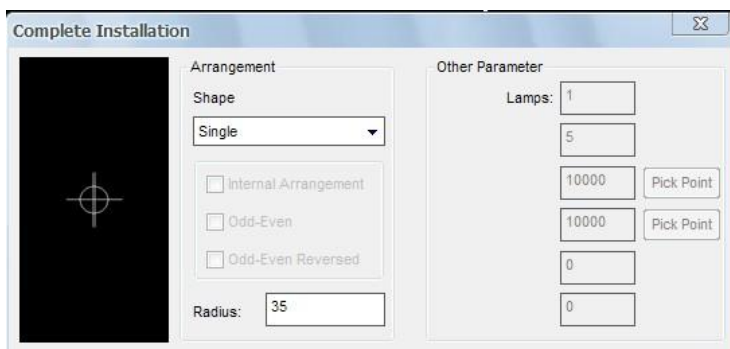 Complete Installation
Arrangement
Shape
Single
Internal Arrangement
Odd-Even
Odd-Even Reversed
Radius: 35
Other Parameter
Lamps: 1
5
10000 Pick Point
10000 Pick Point
0
0